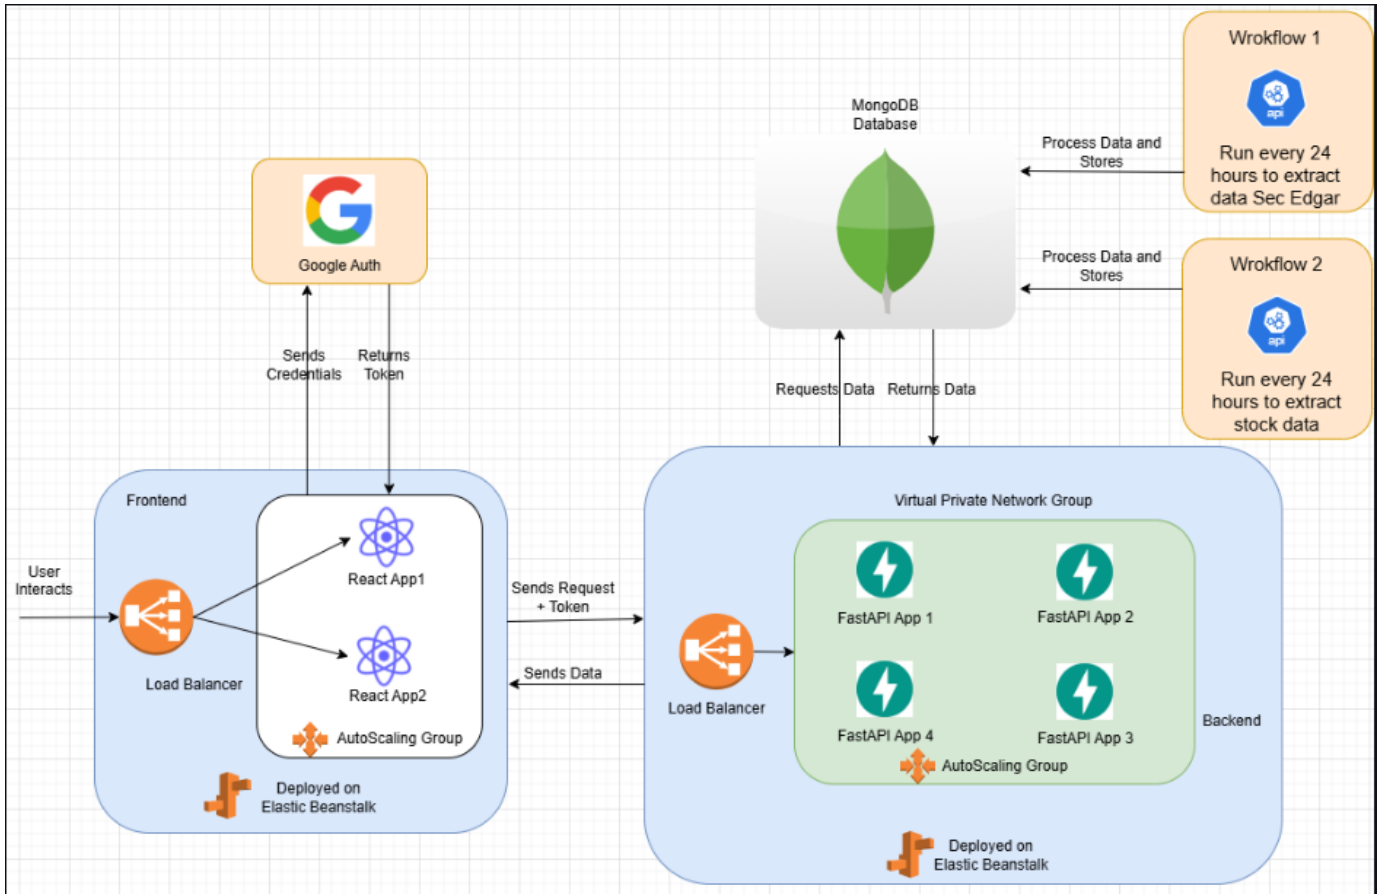 Wrokflow 1
api
Run every 24
hours to extract
data Sec Edgar
MongoDB
Database
Process Data and
Stores
Process Data and
Stores
Wrokflow 2
api
Run every 24
hours to extract
stock data
Google Auth
Sends
Credentials
Returns
Token
Requests Data
Returns Data
Frontend
User
Interacts
Load Balancer
React App1
React App2
AutoScaling Group
Deployed on
Elastic Beanstalk
Sends Request
+ Token
Sends Data
Virtual Private Network Group
Load Balancer
FastAPI App 1
FastAPI App 2
FastAPI App 4
FastAPI App 3
AutoScaling Group
Backend
Deployed on
Elastic Beanstalk